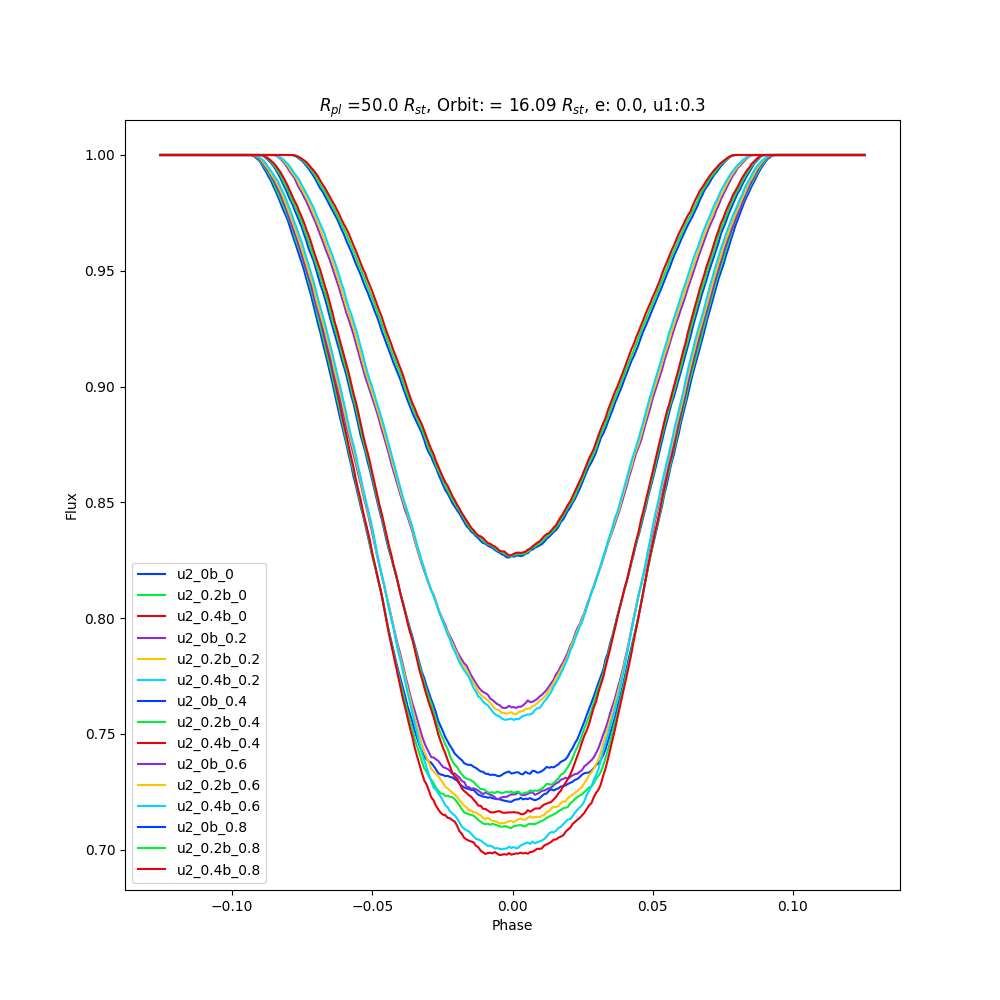 R_pl =50.0 R_st, Orbit: = 16.09 R_st, e: 0.0, u1:0.3
1.00
0.95
0.90
0.85
0.80
0.75
0.70
Flux
u2_0b_0
u2_0.2b_0
u2_0.4b_0
u2_0b_0.2
u2_0.2b_0.2
u2_0.4b_0.2
u2_0b_0.4
u2_0.2b_0.4
u2_0.4b_0.4
u2_0b_0.6
u2_0.2b_0.6
u2_0.4b_0.6
u2_0b_0.8
u2_0.2b_0.8
u2_0.4b_0.8
−0.10 −0.05 0.00 0.05 0.10
Phase